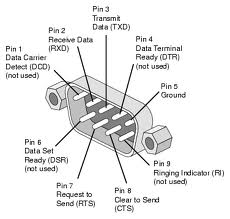 Pin 3
Transmit
Data (TXD)
Pin 2
Receive Data
(RXD)
Pin 4
Data Terminal
Ready (DTR)
(not used)
Pin 1
Data Carrier
Detect (DCD)
(not used)
Pin 5
Ground
Pin 6
Data Set
Ready (DSR)
(not used)
Pin 9
Ringing Indicator (RI)
(not used)
Pin 7
Request to
Send (RTS)
Pin 8
Clear to Send
(CTS)